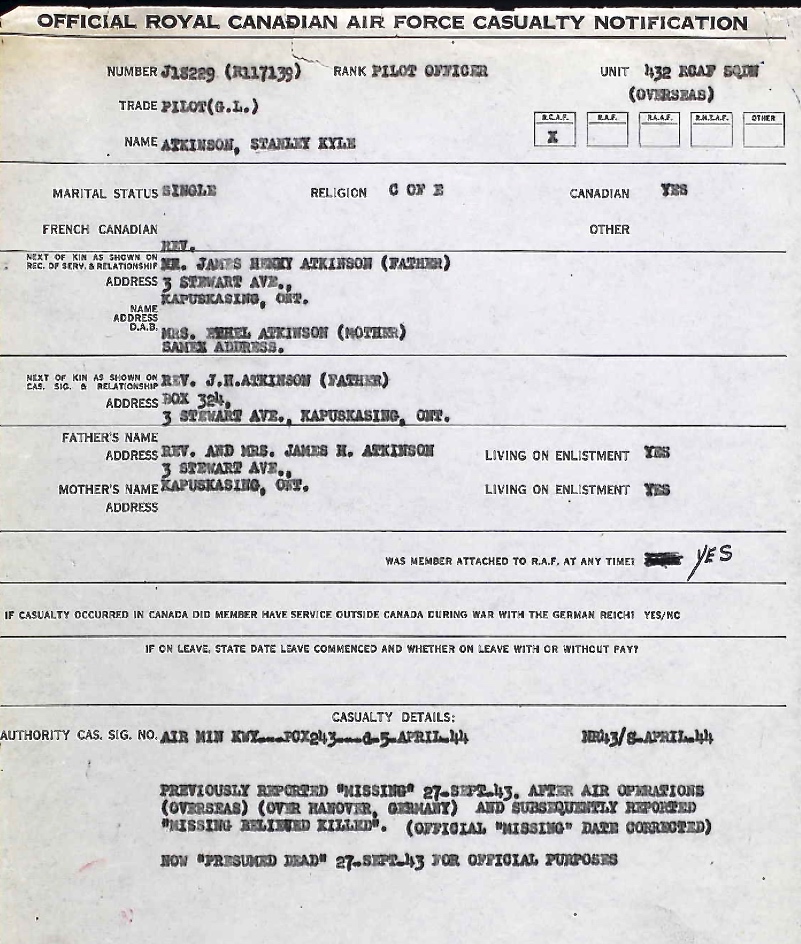 OFFICIAL ROYAL CANADIAN AIR FORCE CASUALTY NOTIFICATION
NUMBER J18229 (R117139) RANK PILOT OFFICER UNIT 432 RCAF SQDN
(OVERSEAS)
TRADE PILOT(G.L.)
R.C.A.F. R.A.F. R.A.A.F. R.N.Z.A.F. OTHER
X
NAME ATKINSON, STANLEY KYLE
MARITAL STATUS SINGLE RELIGION C OF E CANADIAN YES
FRENCH CANADIAN OTHER
REV.
NEXT OF KIN AS SHOWN ON
REC. OF SERV. & RELATIONSHIP MR. JAMES HENRY ATKINSON (FATHER)
ADDRESS 3 STEWART AVE.,
KAPUSKASING, ONT.
NAME
ADDRESS
D.A.B. MRS. ETHEL ATKINSON (MOTHER)
SAMEX ADDRESS.
NEXT OF KIN AS SHOWN ON
CAS. SIG. & RELATIONSHIP REV. J.H.ATKINSON (FATHER)
ADDRESS BOX 324,
3 STEWART AVE., KAPUSKASING, ONT.
FATHER'S NAME
ADDRESS REV. AND MRS. JAMES H. ATKINSON LIVING ON ENLISTMENT YES
3 STEWART AVE.,
MOTHER'S NAME KAPUSKASING, ONT. LIVING ON ENLISTMENT YES
ADDRESS
WAS MEMBER ATTACHED TO R.A.F. AT ANY TIME? YES
IF CASUALTY OCCURRED IN CANADA DID MEMBER HAVE SERVICE OUTSIDE CANADA DURING WAR WITH THE GERMAN REICH? YES/NO
IF ON LEAVE, STATE DATE LEAVE COMMENCED AND WHETHER ON LEAVE WITH OR WITHOUT PAY?
CASUALTY DETAILS:
AUTHORITY CAS. SIG. NO. AIR MIN KWY...POX243...d-5-APRIL-44 NR43/8-APRIL-44
PREVIOUSLY REPORTED "MISSING" 27-SEPT-43. AFTER AIR OPERATIONS
(OVERSEAS) (OVER HANOVER, GERMANY) AND SUBSEQUENTLY REPORTED
"MISSING BELIEVED KILLED". (OFFICIAL "MISSING" DATE CORRECTED)
NOW "PRESUMED DEAD" 27-SEPT-43 FOR OFFICIAL PURPOSES